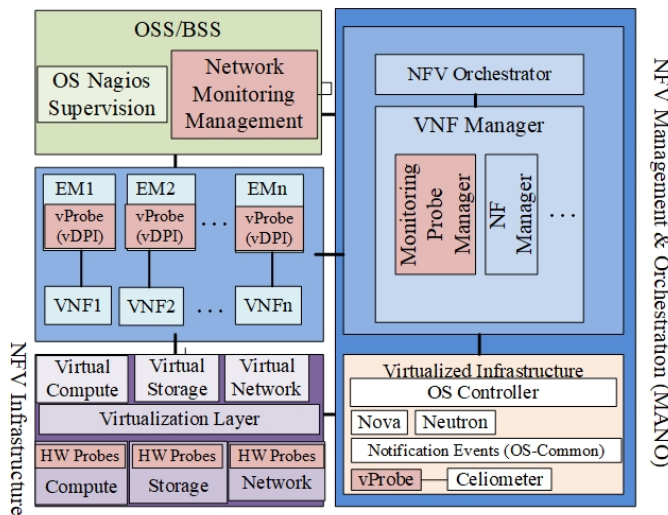 OSS/BSS
OS Nagios
Supervision
Network
Monitoring
Management
EM1
vProbe
(vDPI)
EM2
vProbe
(vDPI)
. . .
EMn
vProbe
(vDPI)
VNF1
VNF2
. . .
VNFn
NFV Infrastructure
Virtual
Compute
Virtual
Storage
Virtual
Network
Virtualization Layer
HW Probes
Compute
HW Probes
Storage
HW Probes
Network
NFV Orchestrator
VNF Manager
Monitoring
Probe
Manager
NF
Manager
. . .
Virtualized Infrastructure
OS Controller
Nova
Neutron
Notification Events (OS-Common)
vProbe
Celiometer
NFV Management & Orchestration (MANO)